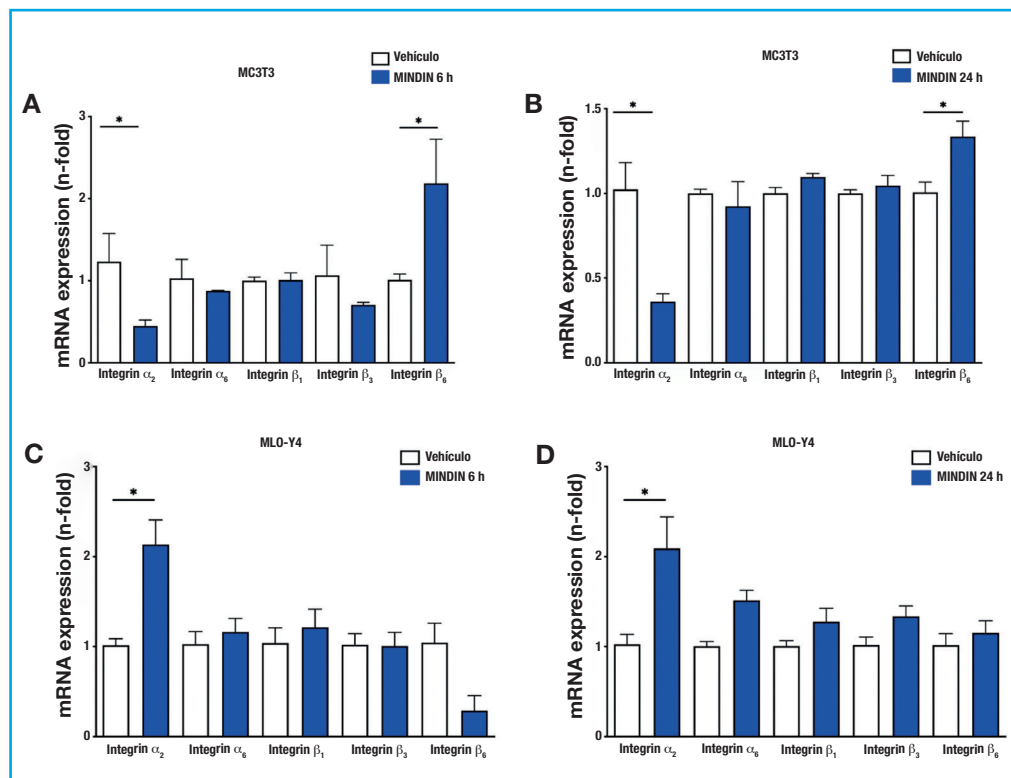 MC3T3
Vehículo
MINDIN 6 h
A
*
*
mRNA expression (n-fold)
3
2
1
0
Integrin α₂
Integrin α₆
Integrin β₁
Integrin β₃
Integrin β₆
MC3T3
Vehículo
MINDIN 24 h
B
*
*
mRNA expression (n-fold)
1.5
1.0
0.5
0.0
Integrin α₂
Integrin α₆
Integrin β₁
Integrin β₃
Integrin β₆
MLO-Y4
Vehículo
MINDIN 6 h
C
*
mRNA expression (n-fold)
3
2
1
0
Integrin α₂
Integrin α₆
Integrin β₁
Integrin β₃
Integrin β₆
MLO-Y4
Vehículo
MINDIN 24 h
D
*
mRNA expression (n-fold)
3
2
1
0
Integrin α₂
Integrin α₆
Integrin β₁
Integrin β₃
Integrin β₆